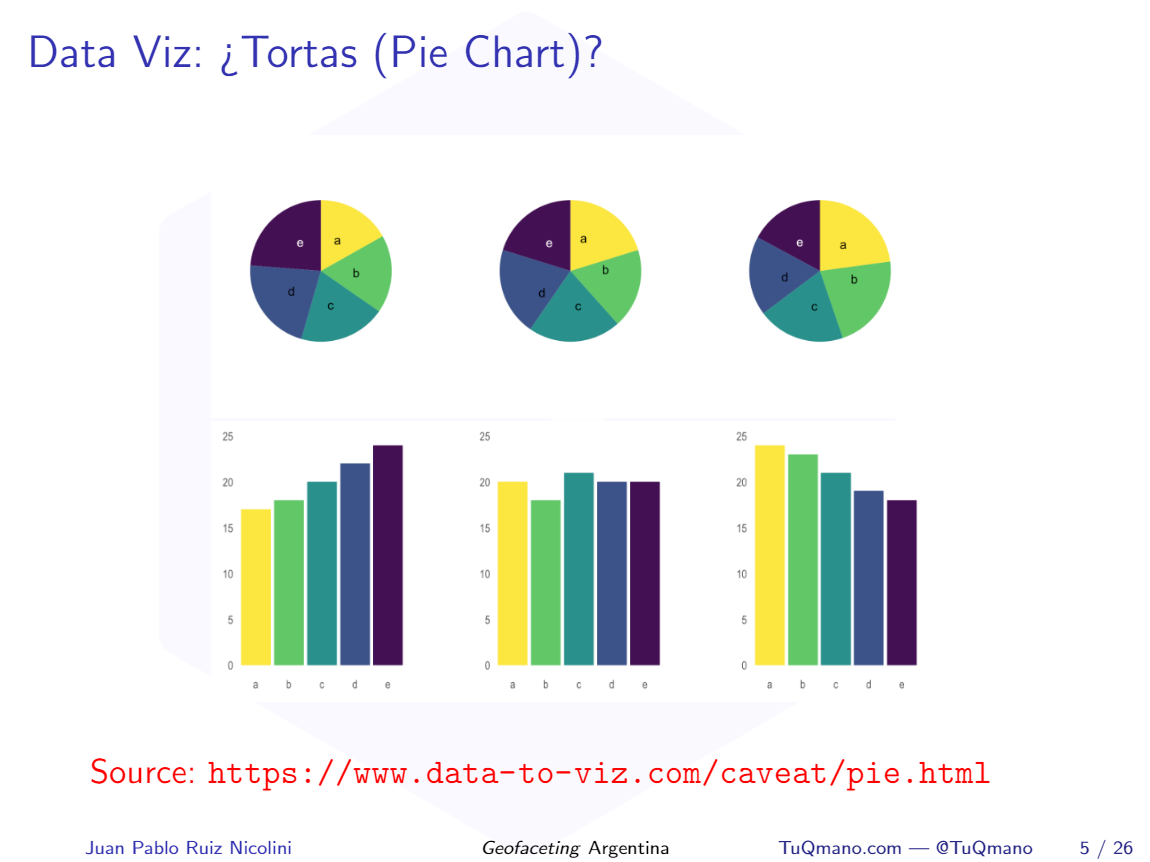 Data Viz: ¿Tortas (Pie Chart)?
e a b c d
e a b c d
e a b c d
25 20 15 10 5 0
a b c d e
25 20 15 10 5 0
a b c d e
25 20 15 10 5 0
a b c d e
Source: https://www.data-to-viz.com/caveat/pie.html
Juan Pablo Ruiz Nicolini Geofaceting Argentina TuQmano.com — @TuQmano 5 / 26